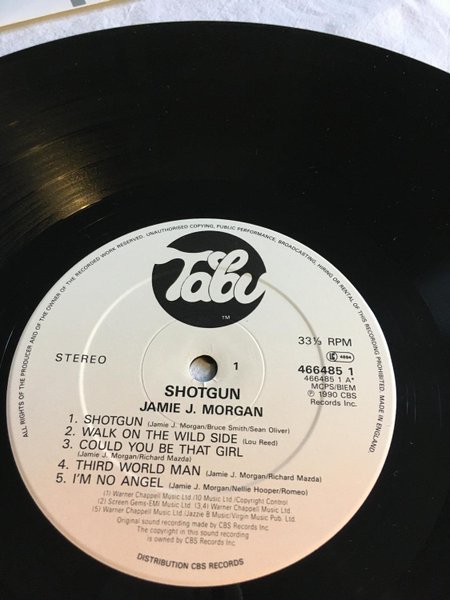 ALL RIGHTS OF THE PRODUCER AND OF THE OWNER OF THE RECORDED WORK RESERVED. UNAUTHORISED COPYING, PUBLIC PERFORMANCE, BROADCASTING, HIRING OR RENTAL OF THIS RECORDING PROHIBITED. MADE IN ENGLAND.
Tabu
™
STEREO
1
33⅓ RPM
LC 4884
466485 1
466485 1 A*
MCPS/BIEM
℗ 1990 CBS
Records Inc.
SHOTGUN
JAMIE J. MORGAN
1. SHOTGUN (Jamie J. Morgan/Bruce Smith/Sean Oliver)
2. WALK ON THE WILD SIDE (Lou Reed)
3. COULD YOU BE THAT GIRL
(Jamie J. Morgan/Richard Mazda)
4. THIRD WORLD MAN (Jamie J. Morgan/Richard Mazda)
5. I'M NO ANGEL (Jamie J. Morgan/Nellie Hooper/Romeo)
(1) Warner Chappell Music Ltd./IQ Music Ltd./Copyright Control
(2) Screen Gems-EMI Music Ltd. (3,4) Warner Chappell Music Ltd.
(5) Warner Chappell Music Ltd./Jazzie B Music/Virgin Music Pub. Ltd.
Original sound recording made by CBS Records Inc.
The copyright in this sound recording
is owned by CBS Records Inc.
DISTRIBUTION CBS RECORDS